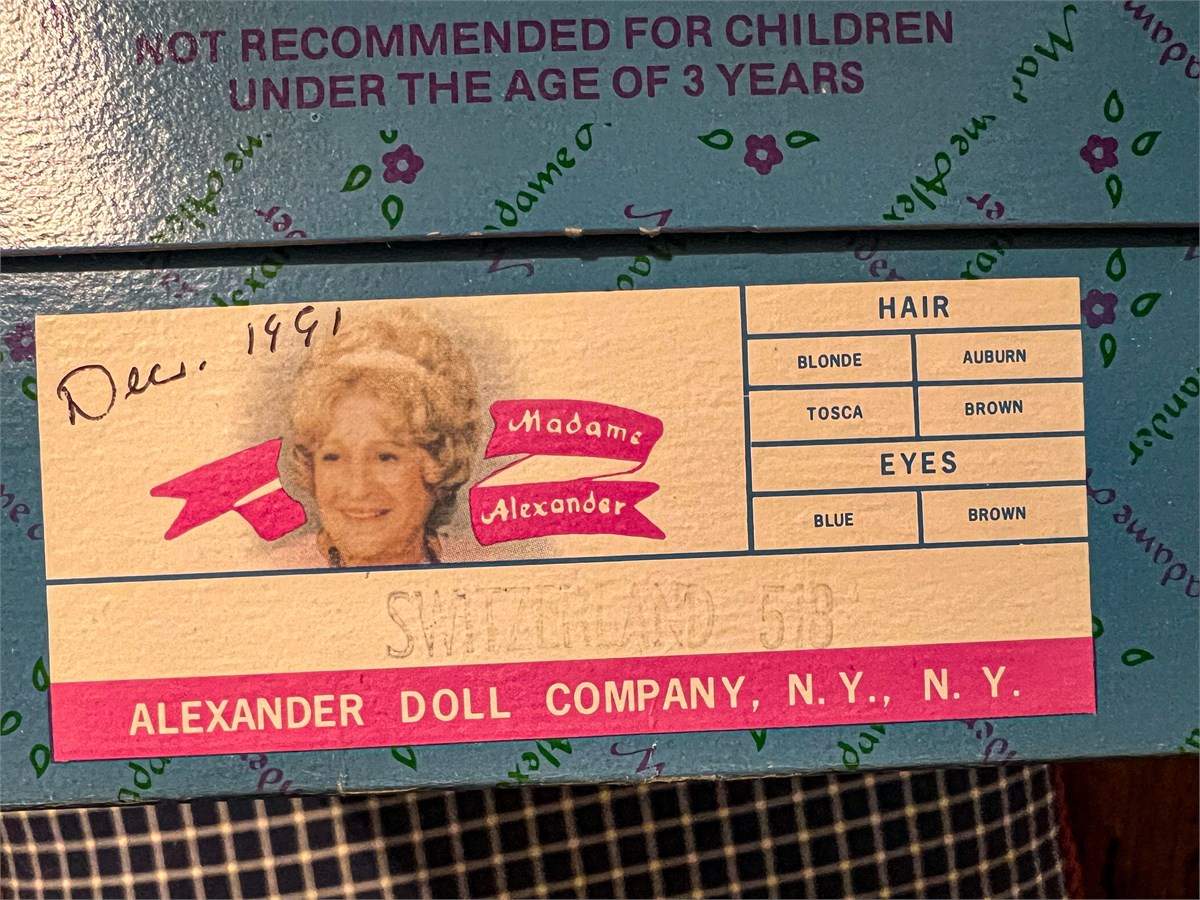 NOT RECOMMENDED FOR CHILDREN
UNDER THE AGE OF 3 YEARS
Dec. 1991
Madame
Alexander
HAIR
BLONDE AUBURN
TOSCA BROWN
EYES
BLUE BROWN
SWITZERLAND 518
ALEXANDER DOLL COMPANY, N.Y., N.Y.